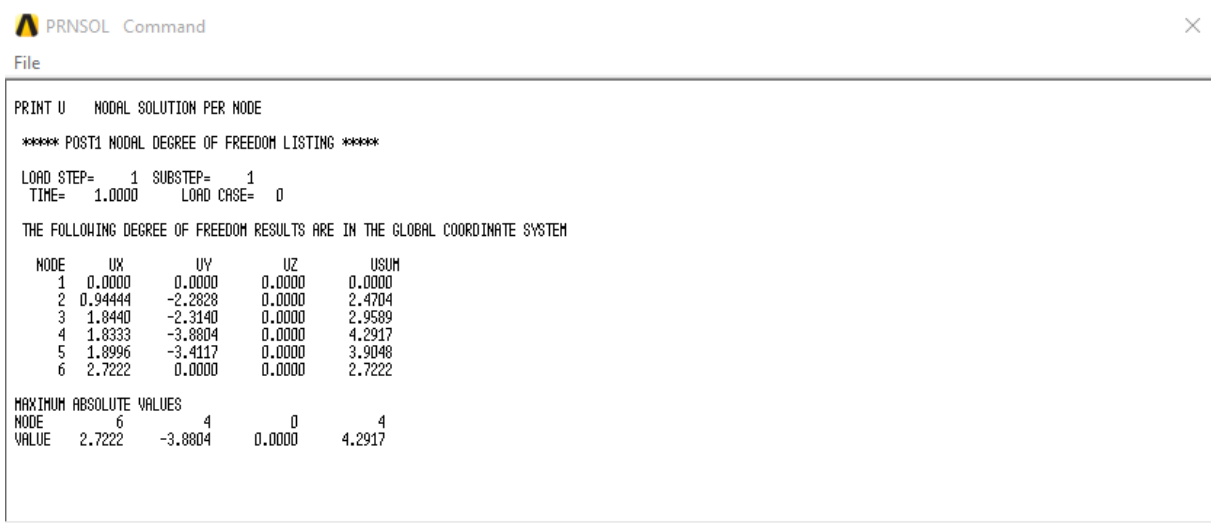 PRNSOL Command
File
PRINT U NODAL SOLUTION PER NODE
***** POST1 NODAL DEGREE OF FREEDOM LISTING *****
LOAD STEP= 1 SUBSTEP= 1
TIME= 1.0000 LOAD CASE= 0
THE FOLLOWING DEGREE OF FREEDOM RESULTS ARE IN THE GLOBAL COORDINATE SYSTEM
NODE UX UY UZ USUM
1 0.0000 0.0000 0.0000 0.0000
2 0.94444 -2.2828 0.0000 2.4704
3 1.8440 -2.3140 0.0000 2.9589
4 1.8333 -3.8804 0.0000 4.2917
5 1.8996 -3.4117 0.0000 3.9048
6 2.7222 0.0000 0.0000 2.7222
MAXIMUM ABSOLUTE VALUES
NODE 6 4 0 4
VALUE 2.7222 -3.8804 0.0000 4.2917